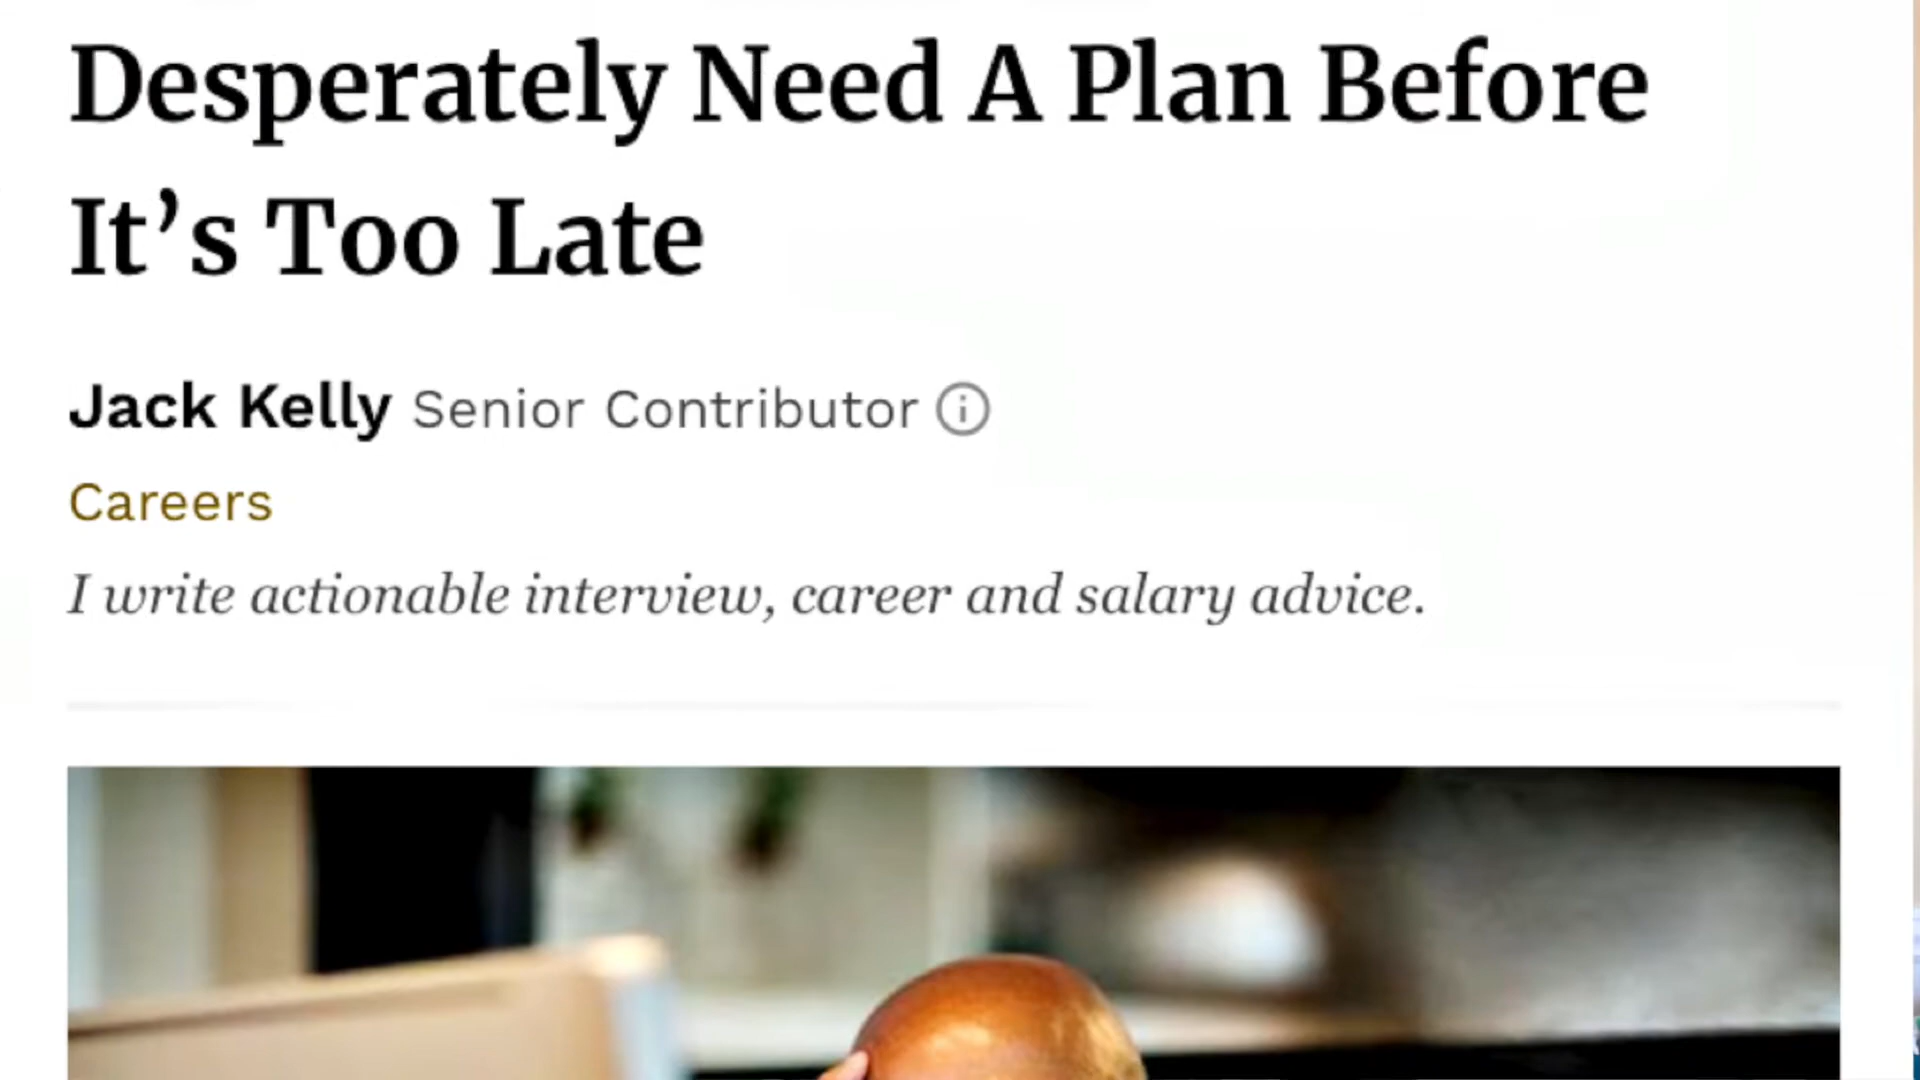 Desperately Need A Plan Before
It’s Too Late
Jack Kelly Senior Contributor
Careers
I write actionable interview, career and salary advice.